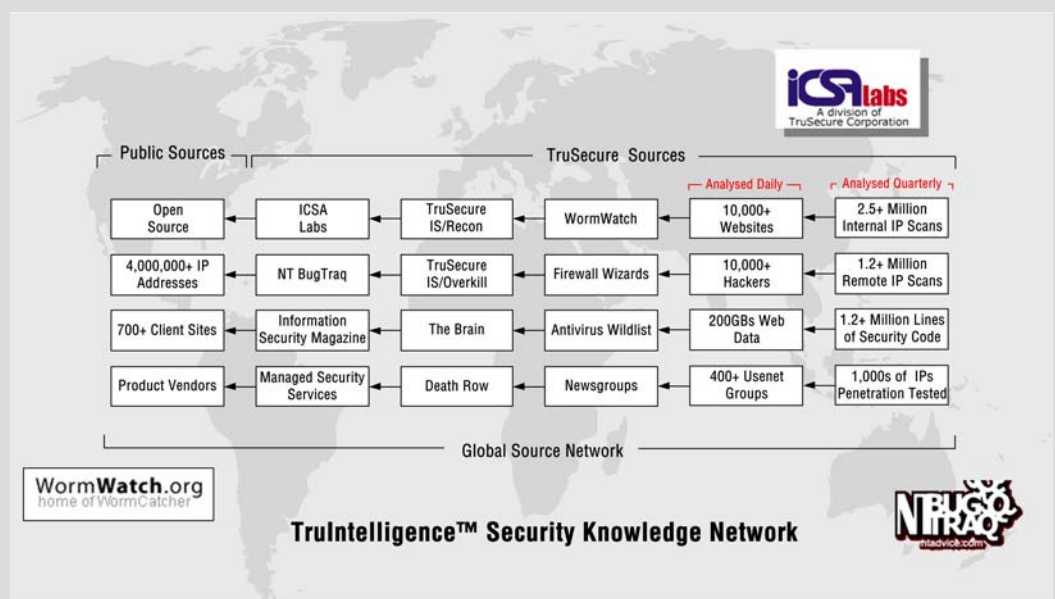 iCSA labs
A division of
TruSecure Corporation
Public Sources
TruSecure Sources
Analysed Daily
Analysed Quarterly
Open
Source
ICSA
Labs
TruSecure
IS/Recon
WormWatch
10,000+
Websites
2.5+ Million
Internal IP Scans
4,000,000+ IP
Addresses
NT BugTraq
TruSecure
IS/Overkill
Firewall Wizards
10,000+
Hackers
1.2+ Million
Remote IP Scans
700+ Client Sites
Information
Security Magazine
The Brain
Antivirus Wildlist
200GBs Web
Data
1.2+ Million Lines
of Security Code
Product Vendors
Managed Security
Services
Death Row
Newsgroups
400+ Usenet
Groups
1,000s of IPs
Penetration Tested
Global Source Network
WormWatch.org
home of WormCatcher
TruIntelligence™ Security Knowledge Network
NTBUGTRAQ
ntadvice.com